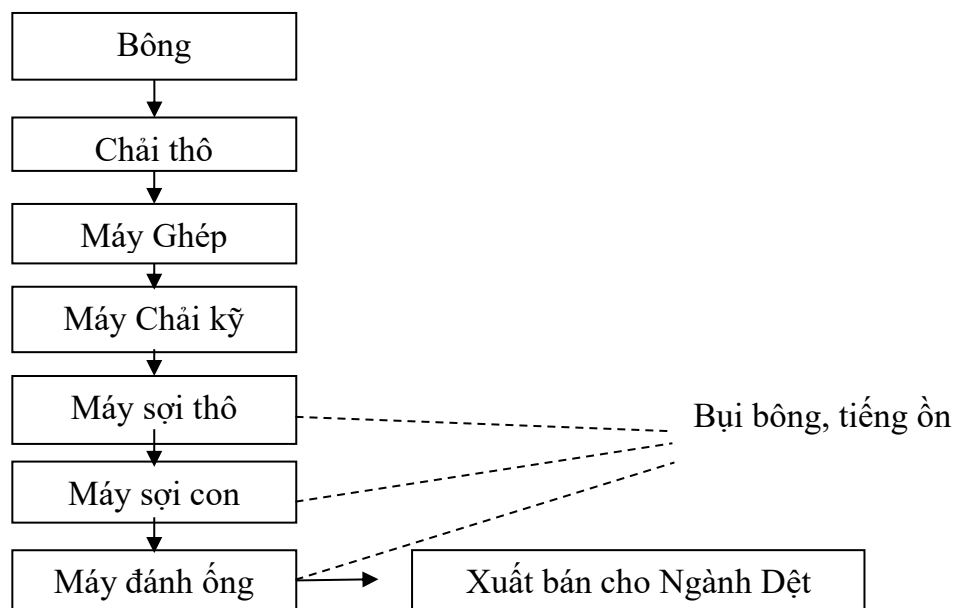 Bông
Chải thô
Máy Ghép
Máy Chải kỹ
Máy sợi thô
Bụi bông, tiếng ồn
Máy sợi con
Máy đánh ống
Xuất bán cho Ngành Dệt